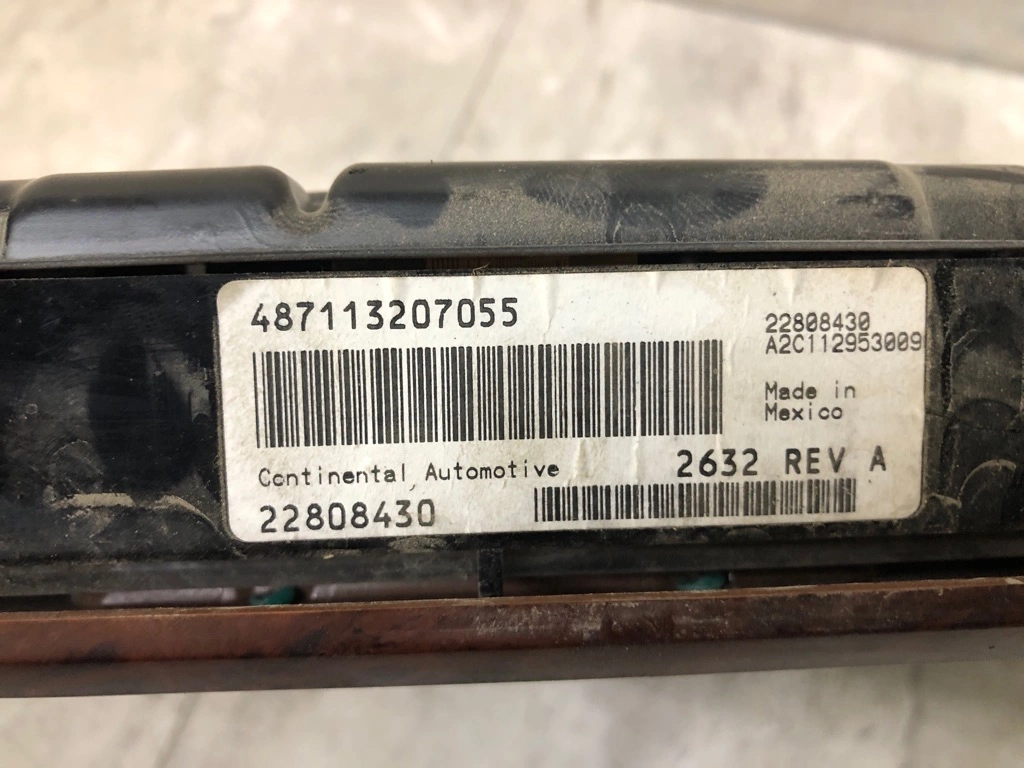 487113207055
22808430
A2C112953009
Made in
Mexico
Continental Automotive
2632 REV A
22808430